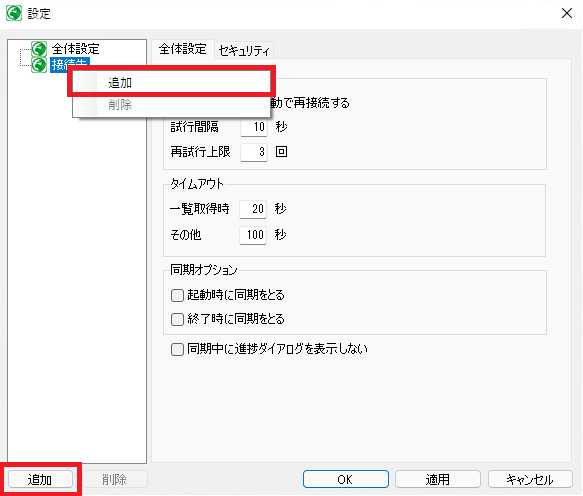 設定
全体設定
接続先
追加
削除
全体設定
セキュリティ
動で再接続する
試行間隔 10 秒
再試行上限 3 回
タイムアウト
一覧取得時 20 秒
その他 100 秒
同期オプション
起動時に同期をとる
終了時に同期をとる
同期中に進捗ダイアログを表示しない
追加
削除
OK
適用
キャンセル